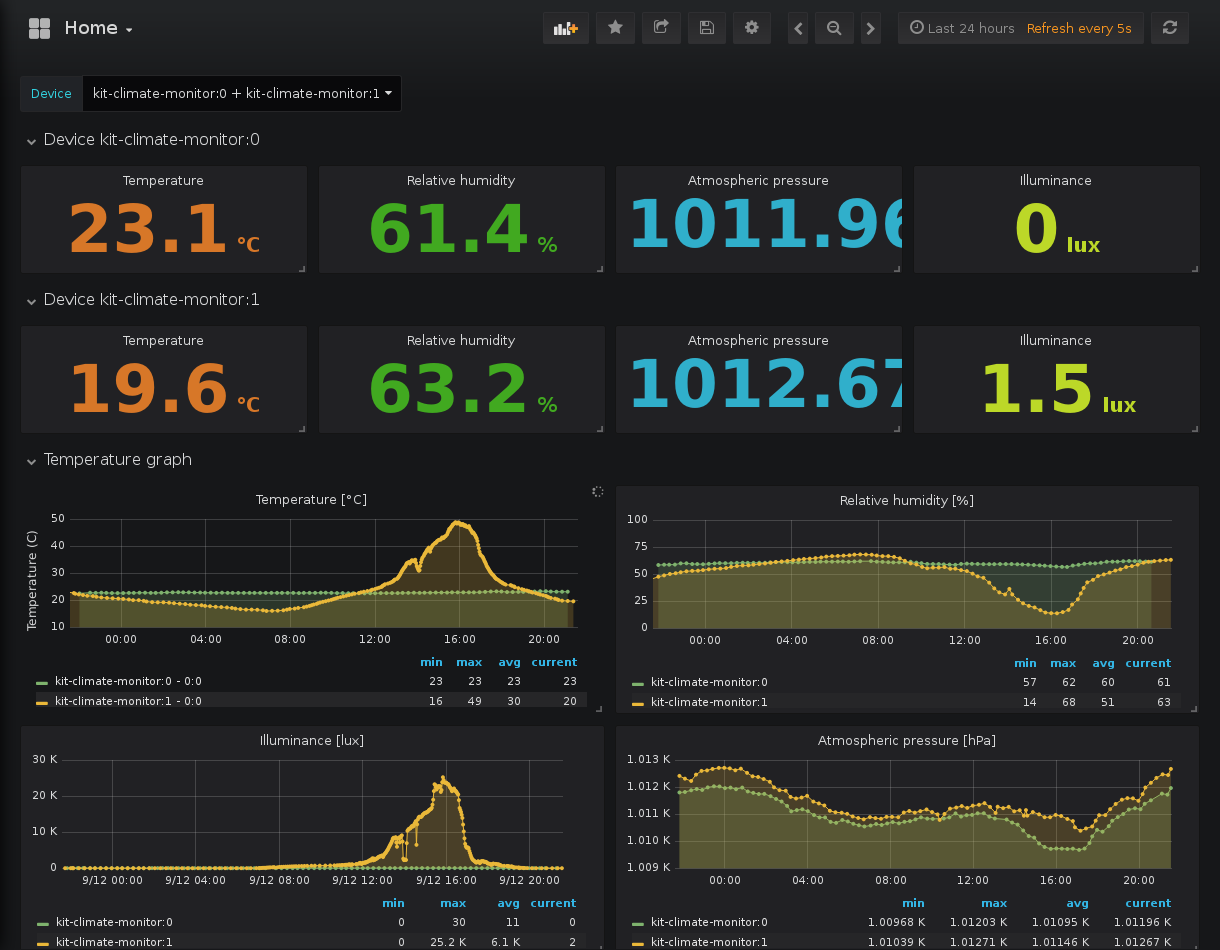 Home
Last 24 hours Refresh every 5s
Device kit-climate-monitor:0 + kit-climate-monitor:1
Device kit-climate-monitor:0
Temperature Relative humidity Atmospheric pressure Illuminance
23.1 °C 61.4 % 1011.96 0 lux
Device kit-climate-monitor:1
Temperature Relative humidity Atmospheric pressure Illuminance
19.6 °C 63.2 % 1012.67 1.5 lux
Temperature graph
Temperature [°C]
Temperature (C)
50
40
30
20
10
00:00 04:00 08:00 12:00 16:00 20:00
min max avg current
kit-climate-monitor:0 - 0:0 23 23 23 23
kit-climate-monitor:1 - 0:0 16 49 30 20
Relative humidity [%]
100
75
50
25
0
00:00 04:00 08:00 12:00 16:00 20:00
min max avg current
kit-climate-monitor:0 57 62 60 61
kit-climate-monitor:1 14 68 51 63
Illuminance [lux]
30 K
20 K
10 K
0
9/12 00:00 9/12 04:00 9/12 08:00 9/12 12:00 9/12 16:00 9/12 20:00
min max avg current
kit-climate-monitor:0 0 30 11 0
kit-climate-monitor:1 0 25.2 K 6.1 K 2
Atmospheric pressure [hPa]
1.013 K
1.012 K
1.011 K
1.010 K
1.009 K
00:00 04:00 08:00 12:00 16:00 20:00
min max avg current
kit-climate-monitor:0 1.00968 K 1.01203 K 1.01095 K 1.01196 K
kit-climate-monitor:1 1.01039 K 1.01271 K 1.01146 K 1.01267 K